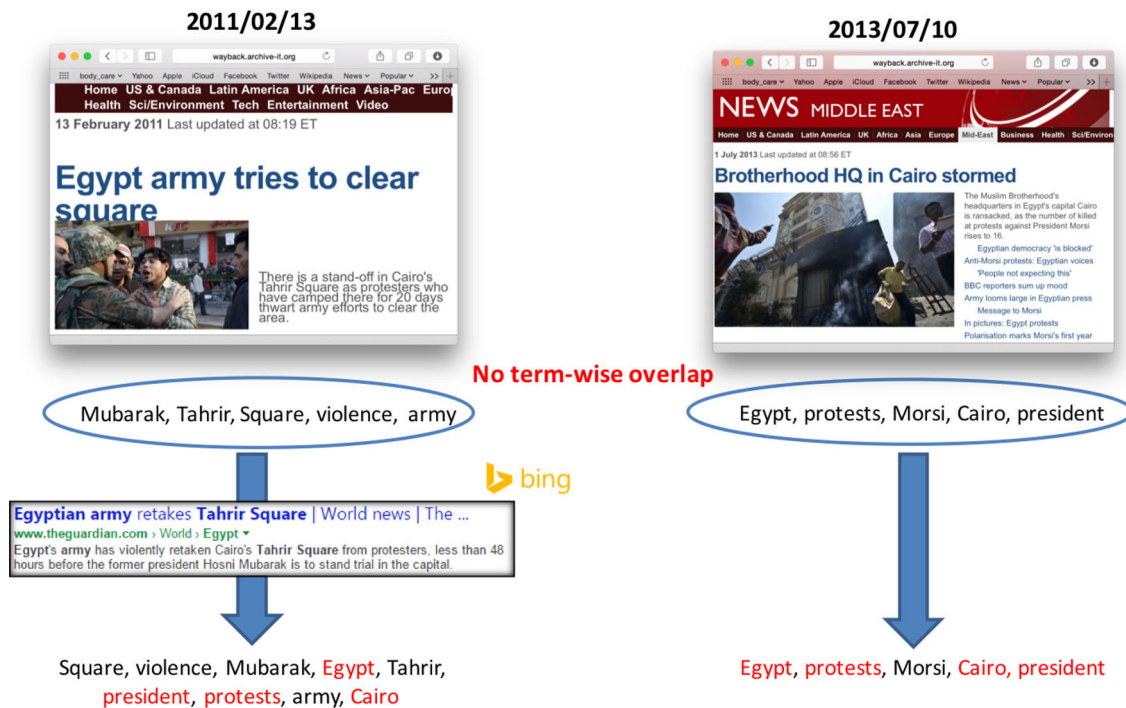 2011/02/13
wayback.archive-it.org
body_care Yahoo Apple iCloud Facebook Twitter Wikipedia News Popular >> +
Home US & Canada Latin America UK Africa Asia-Pac Europ
Health Sci/Environment Tech Entertainment Video
13 February 2011 Last updated at 08:19 ET
Egypt army tries to clear
square
KFC
There is a stand-off in Cairo's
Tahrir Square as protesters who
have camped there for 20 days
thwart army efforts to clear the
area.
2013/07/10
wayback.archive-it.org
body_care Yahoo Apple iCloud Facebook Twitter Wikipedia News Popular >> +
NEWS MIDDLE EAST
Home US & Canada Latin America UK Africa Asia Europe Mid-East Business Health Sci/Environ
1 July 2013 Last updated at 08:56 ET
Brotherhood HQ in Cairo stormed
The Muslim Brotherhood's
headquarters in Egypt's capital Cairo
is ransacked, as the number of killed
at protests against President Morsi
rises to 16.
Egyptian democracy 'is blocked'
Anti-Morsi protests: Egyptian voices
'People not expecting this'
BBC reporters sum up mood
Army looms large in Egyptian press
Message to Morsi
In pictures: Egypt protests
Polarisation marks Morsi's first year
No term-wise overlap
Mubarak, Tahrir, Square, violence, army
Egypt, protests, Morsi, Cairo, president
bing
Egyptian army retakes Tahrir Square | World news | The ...
www.theguardian.com › World › Egypt
Egypt's army has violently retaken Cairo's Tahrir Square from protesters, less than 48
hours before the former president Hosni Mubarak is to stand trial in the capital.
Square, violence, Mubarak, Egypt, Tahrir,
president, protests, army, Cairo
Egypt, protests, Morsi, Cairo, president